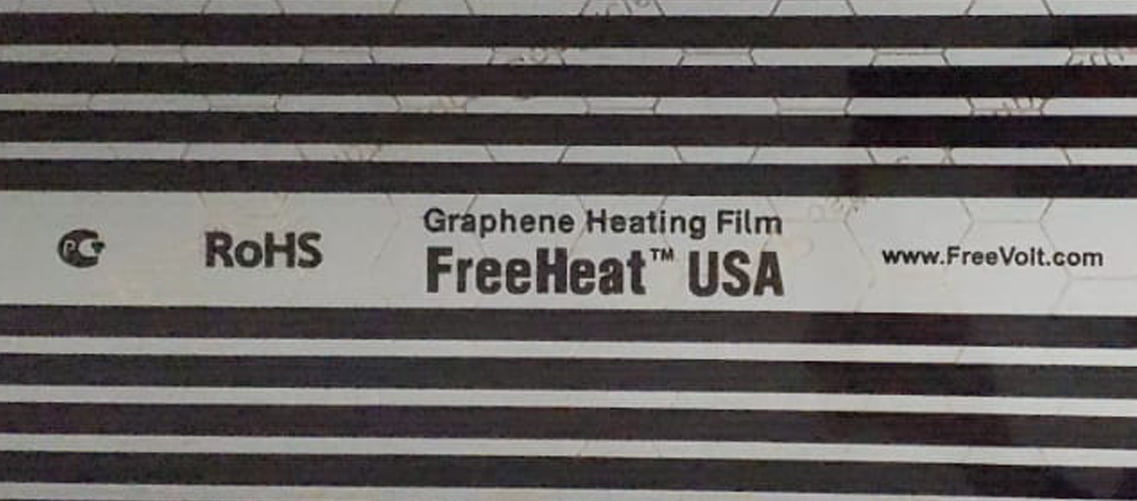 RoHS
Graphene Heating Film
FreeHeat™ USA
www.FreeVolt.com